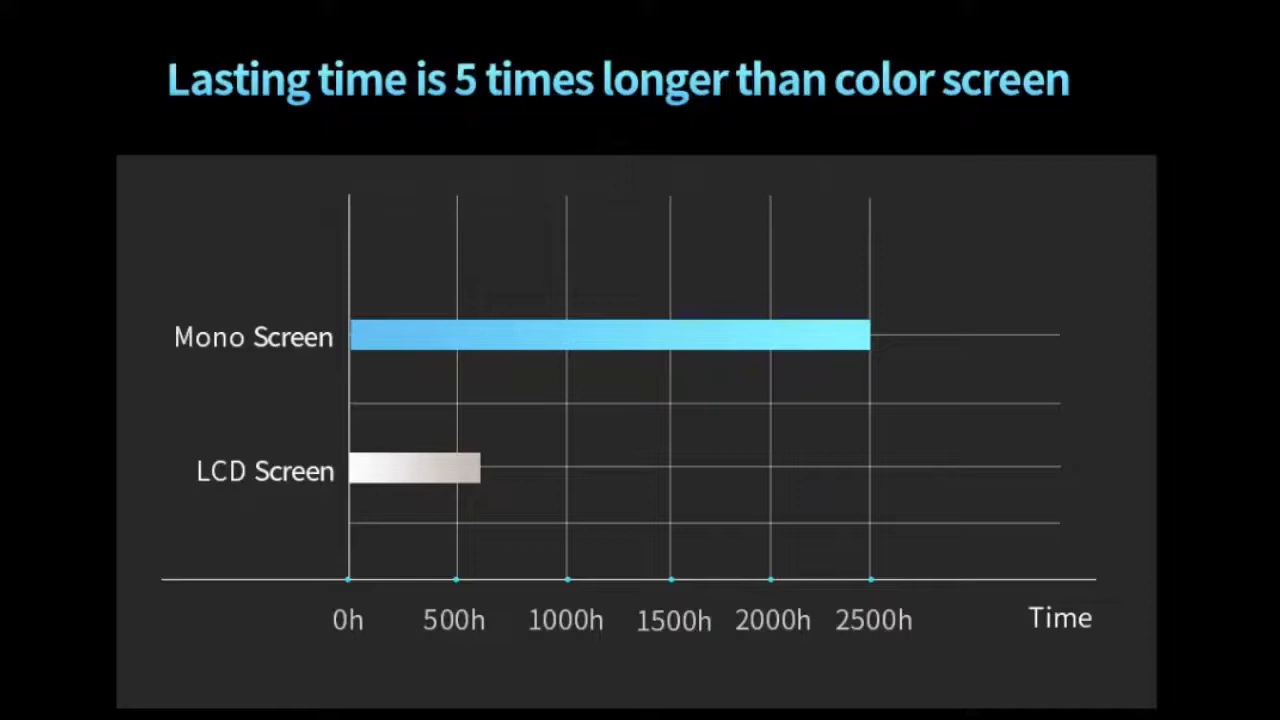 Lasting time is 5 times longer than color screen
Mono Screen
LCD Screen
0h 500h 1000h 1500h 2000h 2500h Time